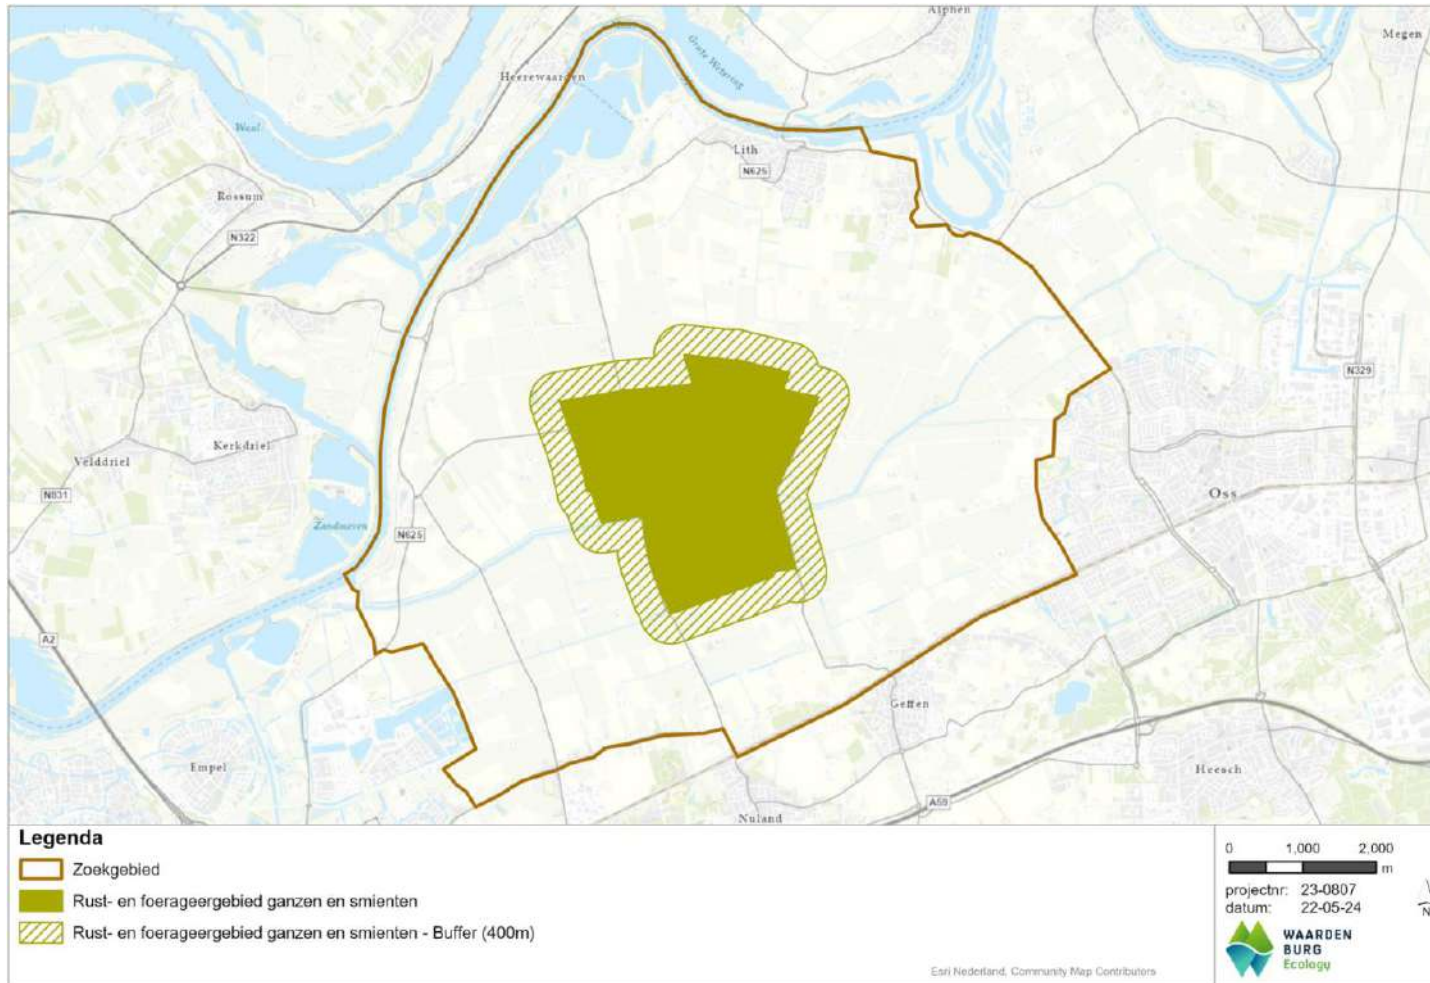 Alphen
Megen
Grote Wetering
Heerewaarden
Waal
Lith
N625
Rossum
N322
N329
Kerkdriel
Velddriel
N831
Oss
Zandmeren
N625
A2
Geffen
Empel
Heesch
A59
Nuland
Legenda
Zoekgebied
Rust- en foerageergebied ganzen en smienten
Rust- en foerageergebied ganzen en smienten - Buffer (400m)
Esri Nederland, Community Map Contributors
0 1,000 2,000
m
projectnr: 23-0807
datum: 22-05-24
N
WAARDEN
BURG
Ecology